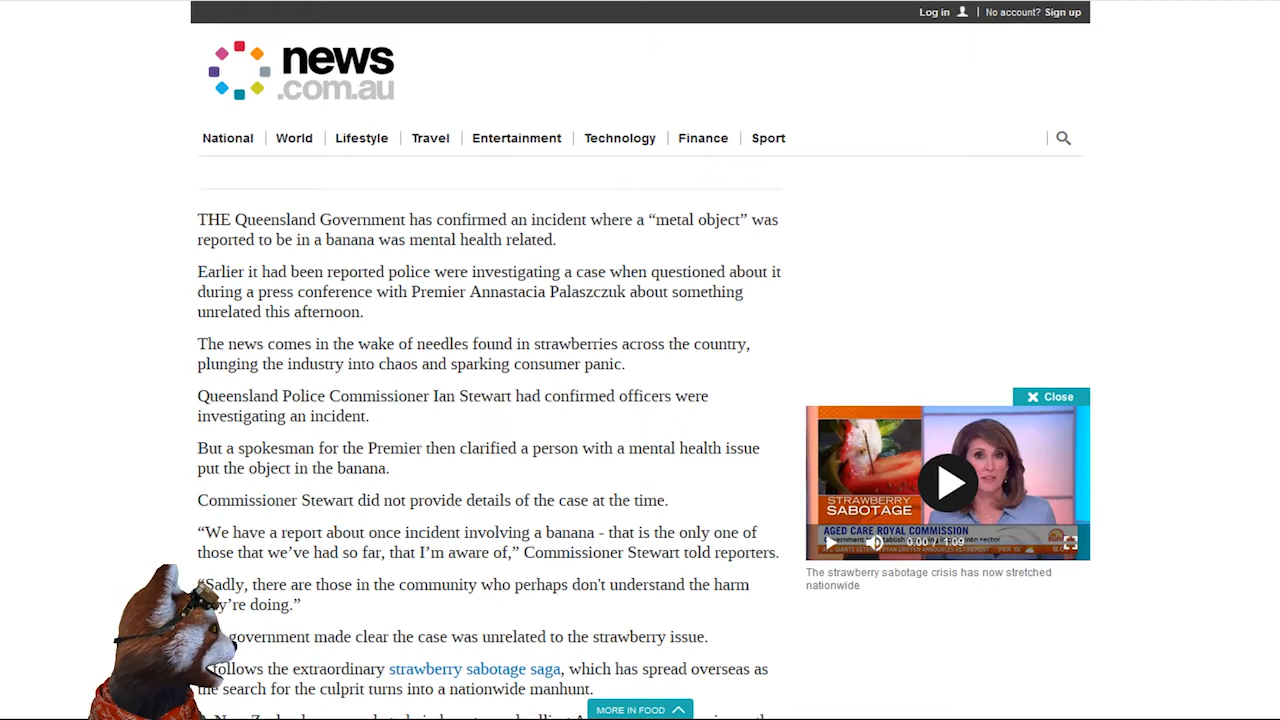 Log in No account? Sign up
news
.com.au
National World Lifestyle Travel Entertainment Technology Finance Sport
THE Queensland Government has confirmed an incident where a “metal object” was
reported to be in a banana was mental health related.
Earlier it had been reported police were investigating a case when questioned about it
during a press conference with Premier Annastacia Palaszczuk about something
unrelated this afternoon.
The news comes in the wake of needles found in strawberries across the country,
plunging the industry into chaos and sparking consumer panic.
Queensland Police Commissioner Ian Stewart had confirmed officers were
investigating an incident.
But a spokesman for the Premier then clarified a person with a mental health issue
put the object in the banana.
Commissioner Stewart did not provide details of the case at the time.
“We have a report about once incident involving a banana - that is the only one of
those that we’ve had so far, that I’m aware of,” Commissioner Stewart told reporters.
“Sadly, there are those in the community who perhaps don't understand the harm
’re doing.”
government made clear the case was unrelated to the strawberry issue.
follows the extraordinary strawberry sabotage saga, which has spread overseas as
the search for the culprit turns into a nationwide manhunt.
MORE IN FOOD
Close
STRAWBERRY
SABOTAGE
AGED CARE ROYAL COMMISSION
The strawberry sabotage crisis has now stretched
nationwide